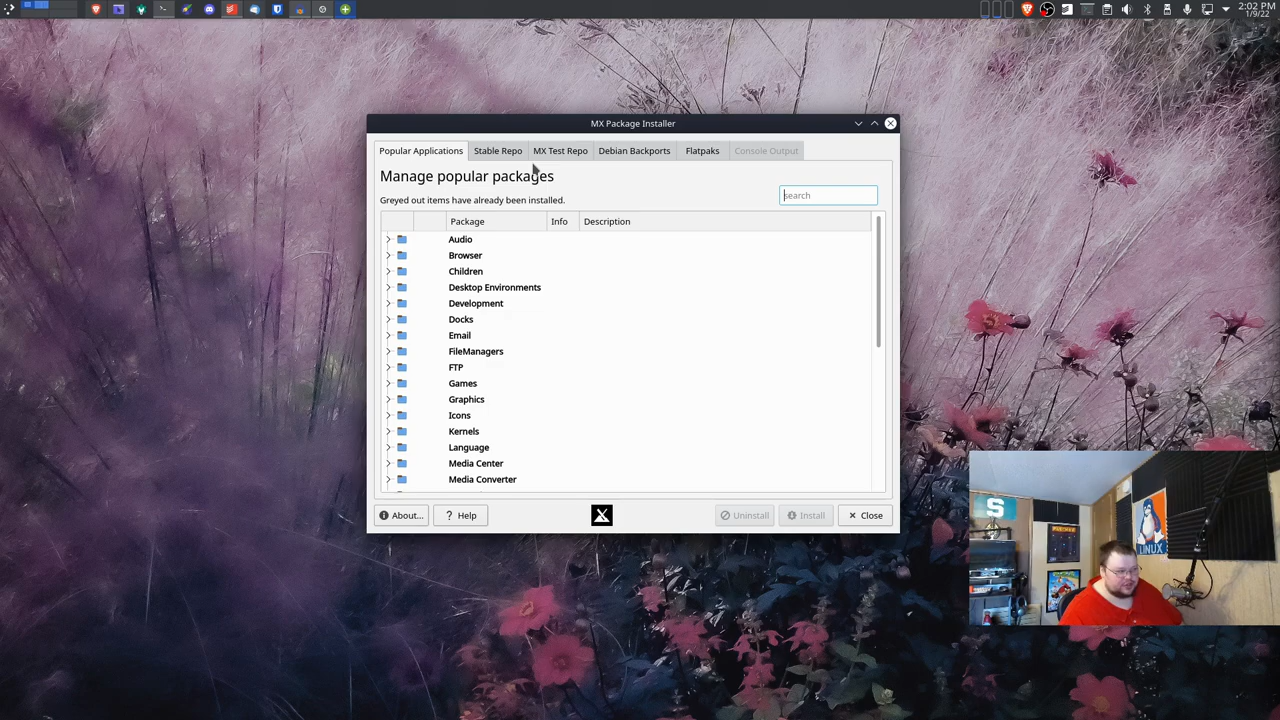 2:02 PM
1/9/22
MX Package Installer
Popular Applications
Stable Repo
MX Test Repo
Debian Backports
Flatpaks
Console Output
Manage popular packages
Greyed out items have already been installed.
search
Package
Info
Description
Audio
Browser
Children
Desktop Environments
Development
Docks
Email
FileManagers
FTP
Games
Graphics
Icons
Kernels
Language
Media Center
Media Converter
About...
? Help
Uninstall
Install
Close
S
LINUX